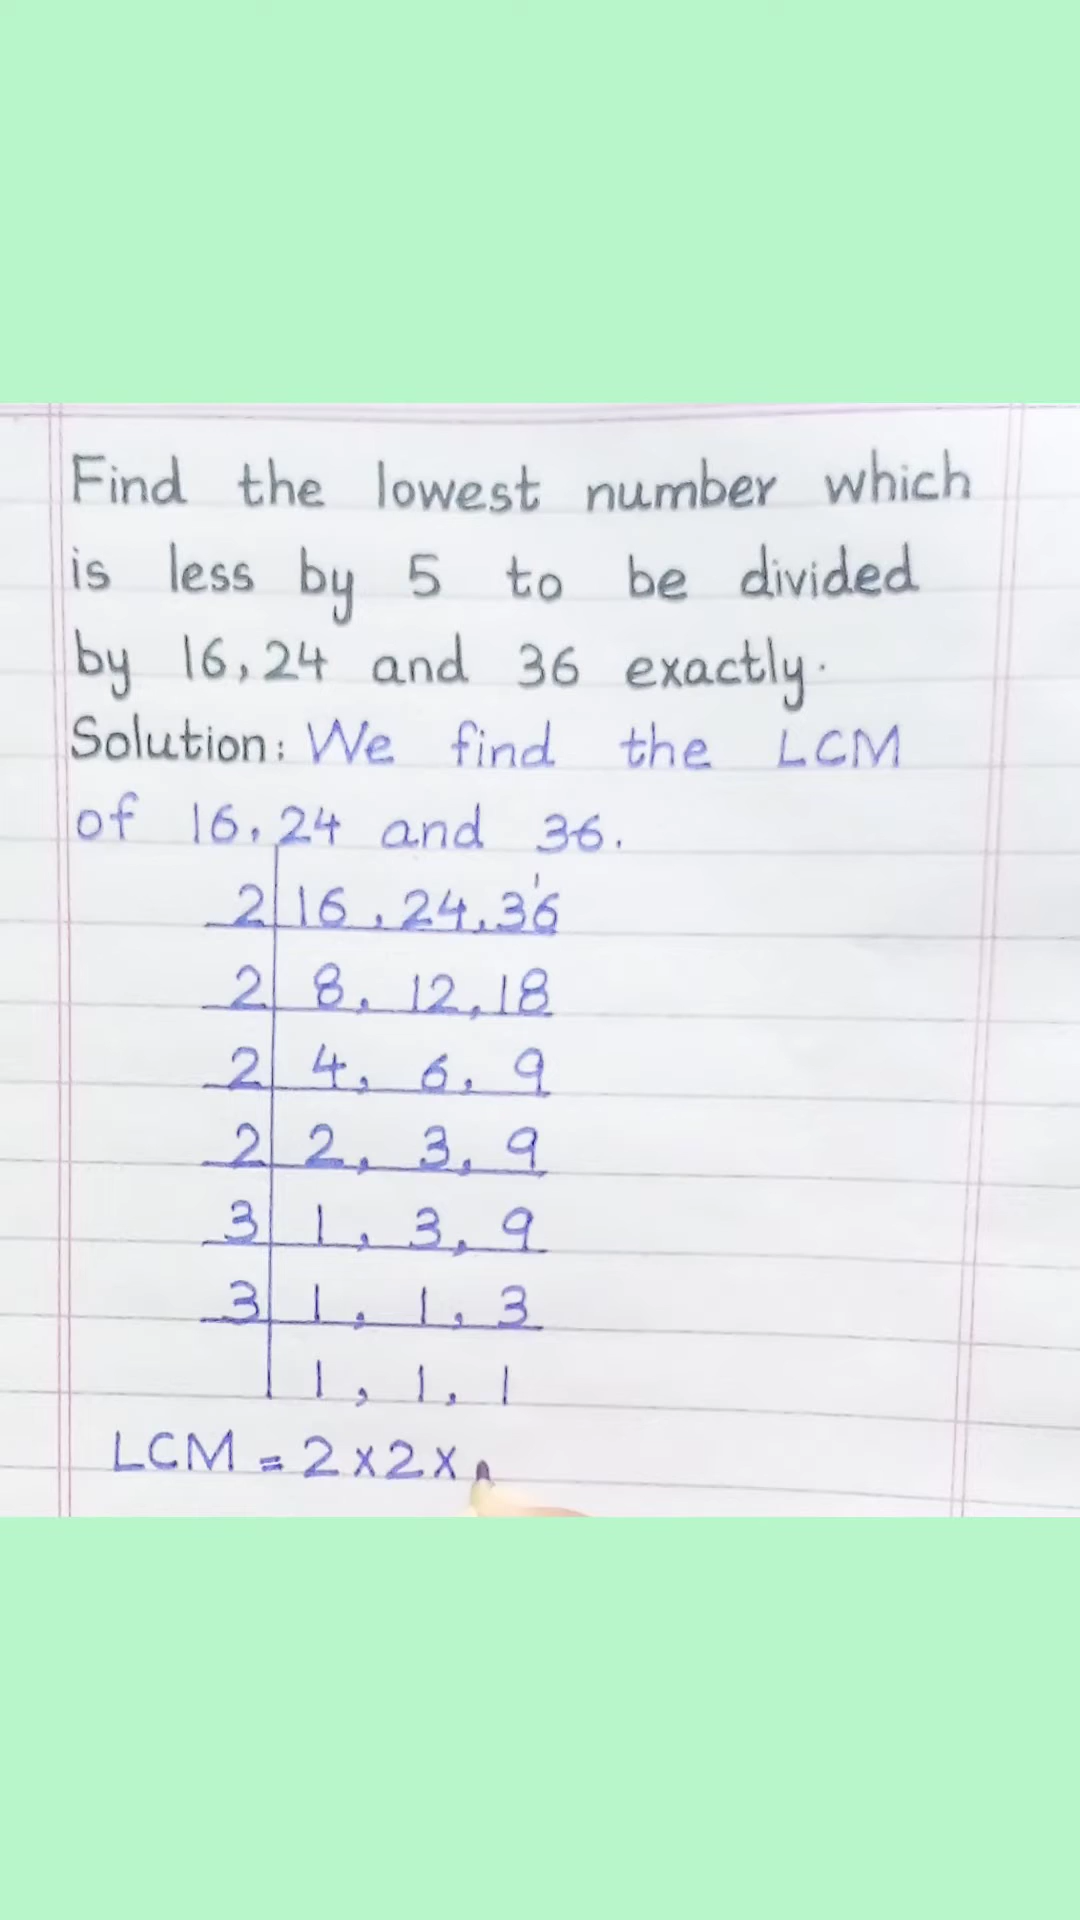 Find the lowest number which
is less by 5 to be divided
by 16, 24 and 36 exactly.
Solution: We find the LCM
of 16, 24 and 36.
2 16, 24, 36
2 8, 12, 18
2 4, 6, 9
2 2, 3, 9
3 1, 3, 9
3 1, 1, 3
1, 1, 1
LCM = 2 x 2 x